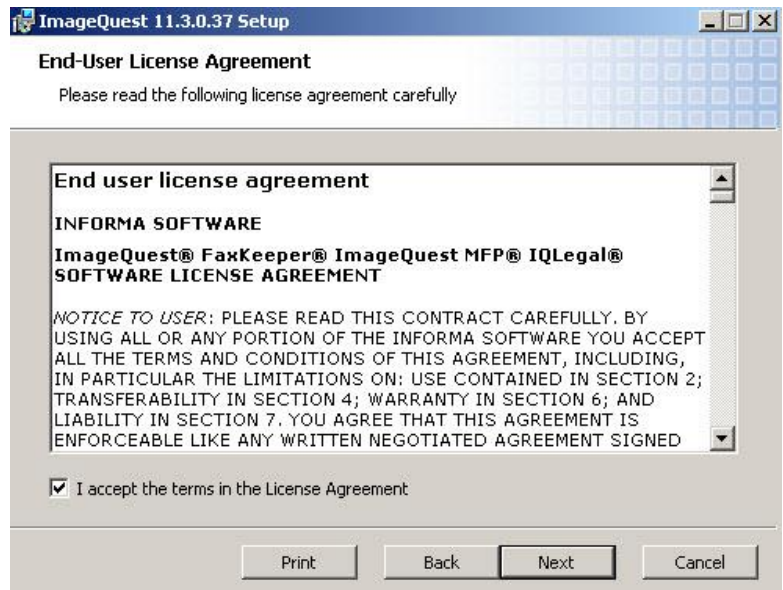 ImageQuest 11.3.0.37 Setup
End-User License Agreement
Please read the following license agreement carefully
End user license agreement
INFORMA SOFTWARE
ImageQuest® FaxKeeper® ImageQuest MFP® IQLegal®
SOFTWARE LICENSE AGREEMENT
NOTICE TO USER: PLEASE READ THIS CONTRACT CAREFULLY. BY
USING ALL OR ANY PORTION OF THE INFORMA SOFTWARE YOU ACCEPT
ALL THE TERMS AND CONDITIONS OF THIS AGREEMENT, INCLUDING,
IN PARTICULAR THE LIMITATIONS ON: USE CONTAINED IN SECTION 2;
TRANSFERABILITY IN SECTION 4; WARRANTY IN SECTION 6; AND
LIABILITY IN SECTION 7. YOU AGREE THAT THIS AGREEMENT IS
ENFORCEABLE LIKE ANY WRITTEN NEGOTIATED AGREEMENT SIGNED
I accept the terms in the License Agreement
Print Back Next Cancel